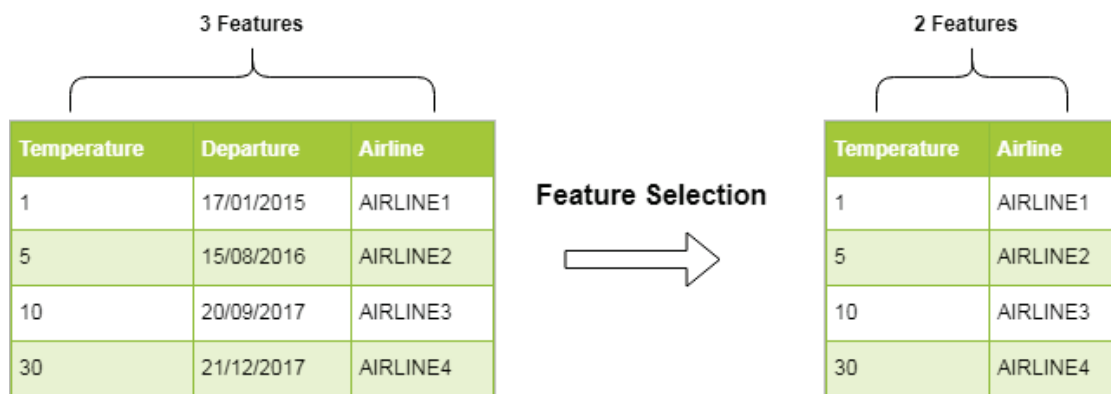 3 Features
2 Features
Temperature Departure Airline
1 17/01/2015 AIRLINE1
5 15/08/2016 AIRLINE2
10 20/09/2017 AIRLINE3
30 21/12/2017 AIRLINE4
Feature Selection
Temperature Airline
1 AIRLINE1
5 AIRLINE2
10 AIRLINE3
30 AIRLINE4